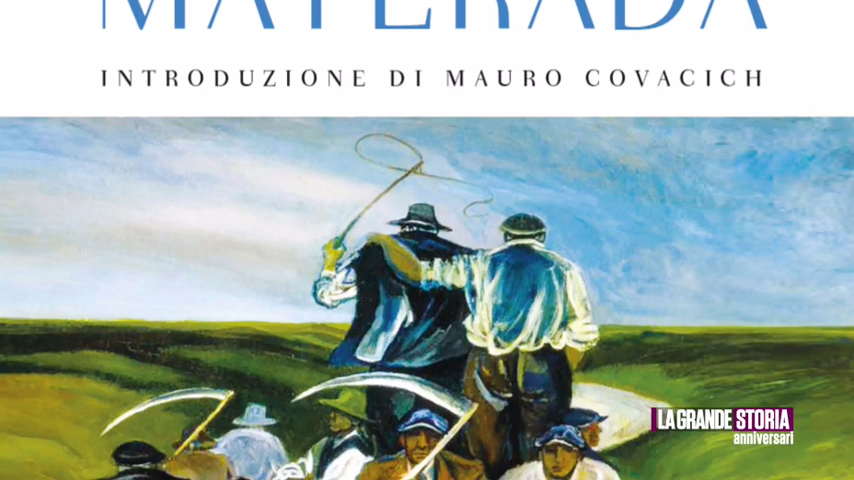 MATERADA
INTRODUZIONE DI MAURO COVACICH
LA GRANDE STORIA
anniversari